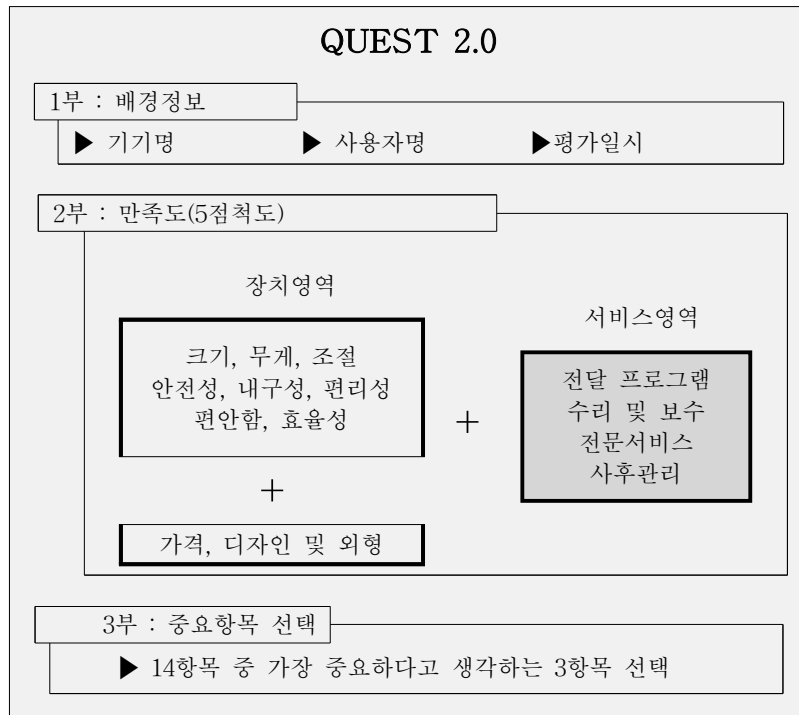 QUEST 2.0
1부 : 배경정보
▶ 기기명 ▶ 사용자명 ▶평가일시
2부 : 만족도(5점척도)
장치영역
크기, 무게, 조절
안전성, 내구성, 편리성
편안함, 효율성
+
가격, 디자인 및 외형
+
서비스영역
전달 프로그램
수리 및 보수
전문서비스
사후관리
3부 : 중요항목 선택
▶ 14항목 중 가장 중요하다고 생각하는 3항목 선택